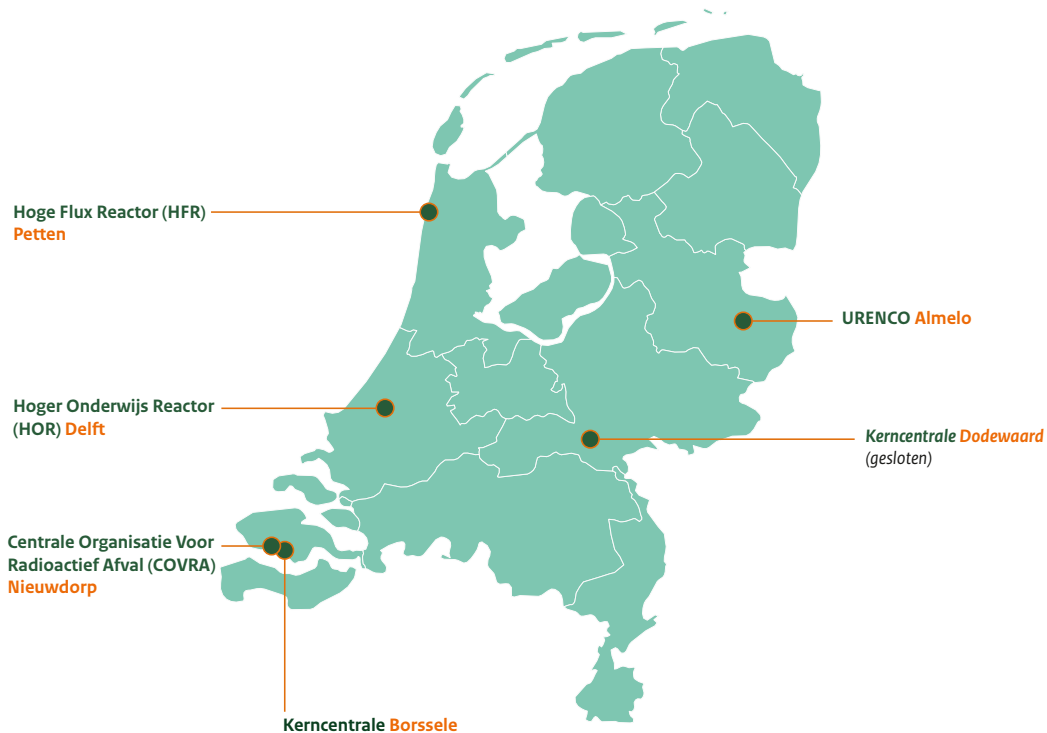 Hoge Flux Reactor (HFR)
Petten
URENCO Almelo
Hoger Onderwijs Reactor
(HOR) Delft
Kerncentrale Dodewaard
(gesloten)
Centrale Organisatie Voor
Radioactief Afval (COVRA)
Nieuwdorp
Kerncentrale Borssele